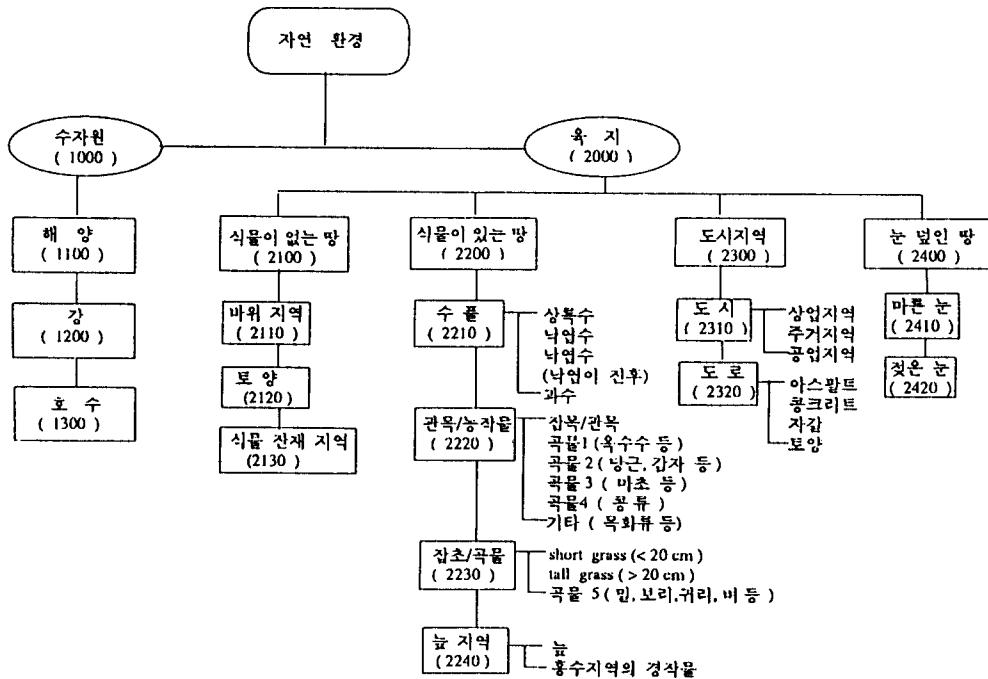 자연 환경
수자원
( 1000 )
육 지
( 2000 )
해 양
( 1100 )
강
( 1200 )
호 수
( 1300 )
식물이 없는 땅
( 2100 )
바위 지역
( 2110 )
토 양
(2120 )
식물 잔재 지역
(2130 )
식물이 있는 땅
( 2200 )
수 풀
( 2210 )
상록수
낙엽수
낙엽수
(낙엽이 진후)
과수
관목/농작물
( 2220 )
잡목/관목
곡물1 (옥수수 등)
곡물 2 ( 당근, 감자 등 )
곡물 3 ( 마초 등 )
곡물4 ( 콩 류 )
기타 ( 목화류 등)
잡초/곡물
( 2230 )
short grass (< 20 cm )
tall grass ( > 20 cm )
곡물 5 ( 밀, 보리, 귀리, 벼 등 )
늪 지역
( 2240 )
늪
홍수지역의 경작물
도시지역
( 2300 )
도 시
( 2310 )
상업지역
주거지역
공업지역
도 로
( 2320 )
아스팔트
콩크리트
자갈
토양
눈 덮인 땅
( 2400 )
마른 눈
( 2410 )
젖은 눈
( 2420 )